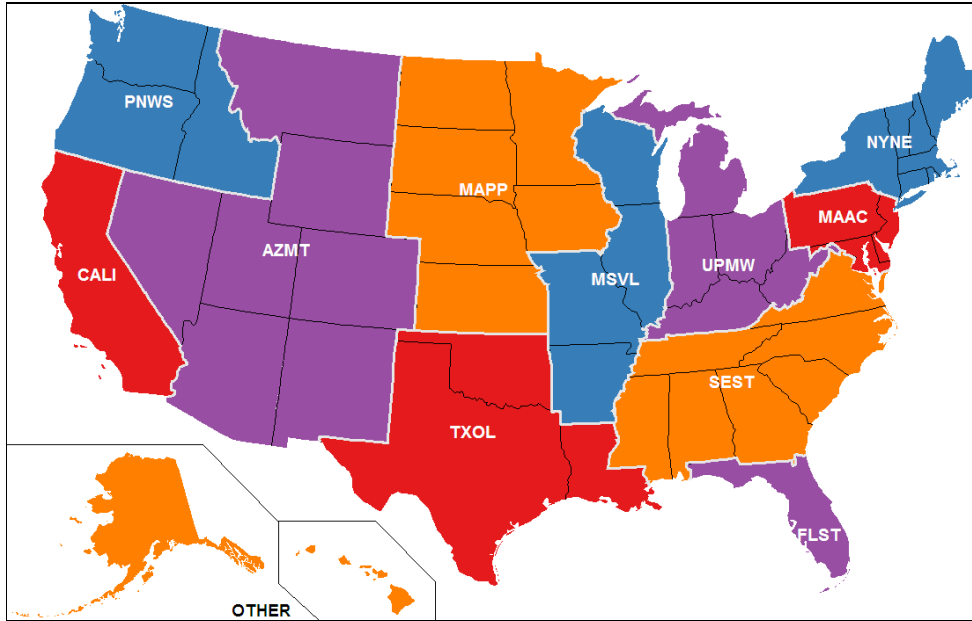 PNWS
NYNE
MAPP
MAAC
AZMT
UPMW
CALI
MSVL
SEST
TXOL
FLST
OTHER